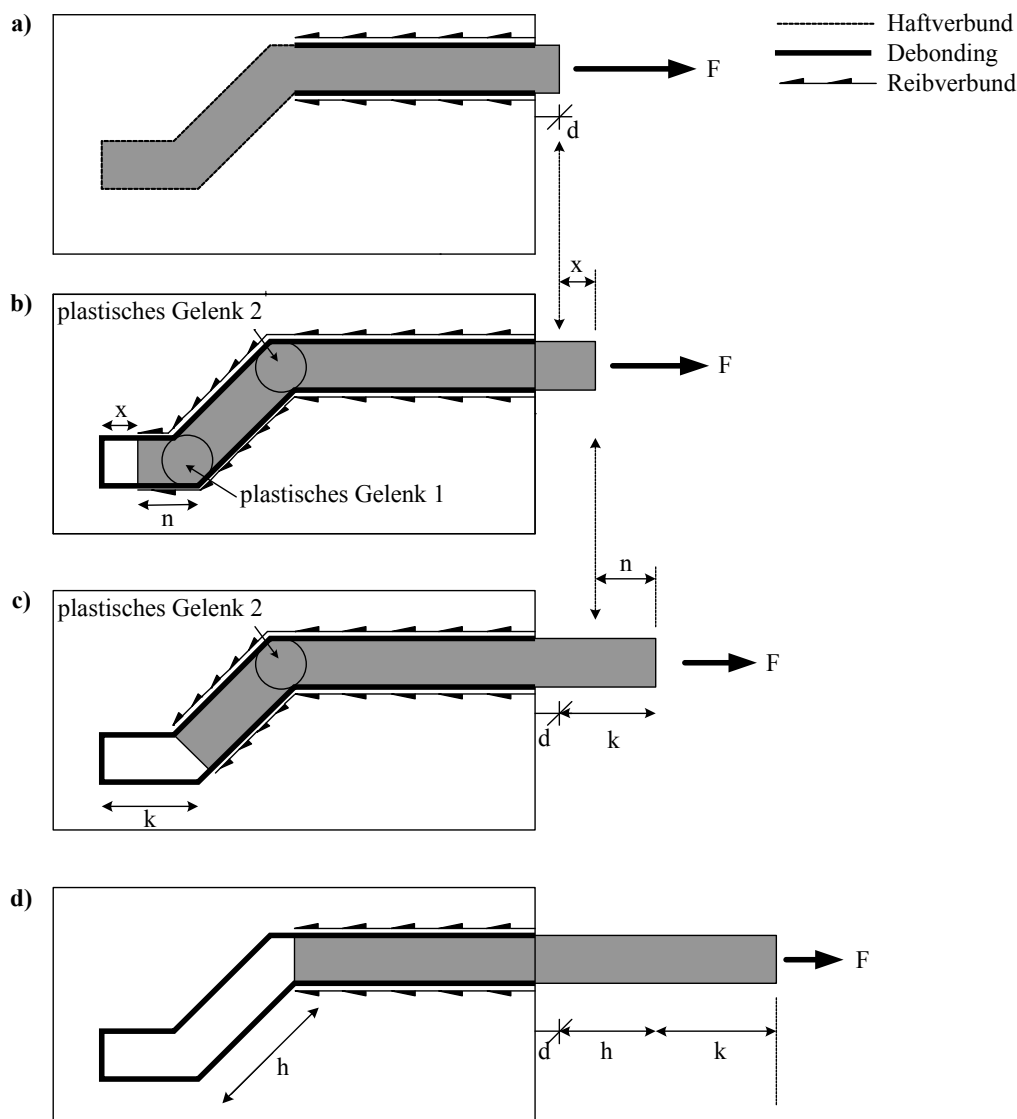 a)
Haftverbund
Debonding
Reibverbund
F
d
x
b)
plastisches Gelenk 2
F
x
plastisches Gelenk 1
n
n
c)
plastisches Gelenk 2
F
d
k
k
d)
F
h
d
h
k